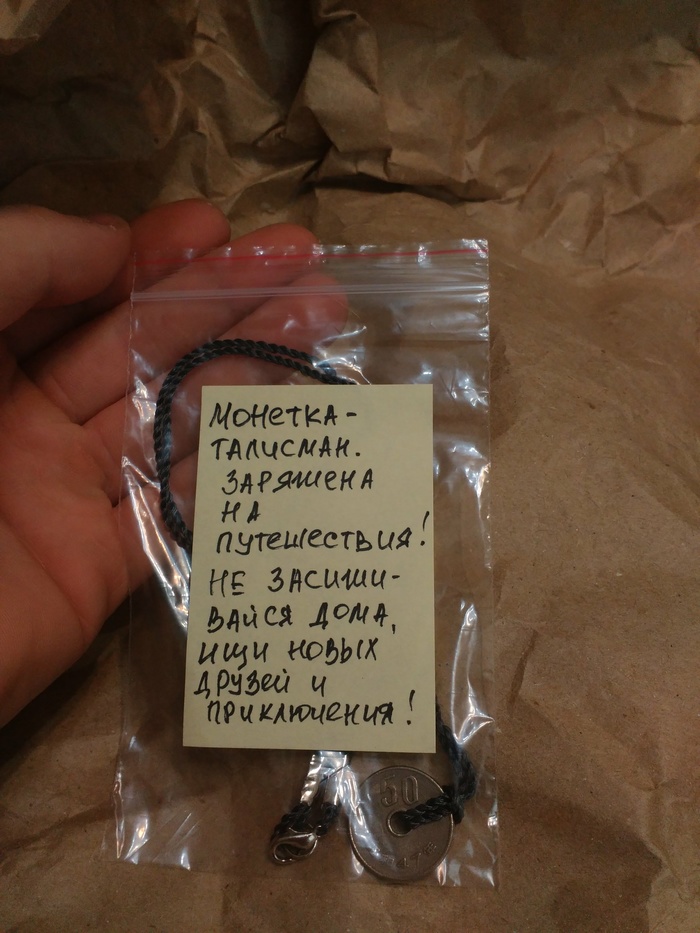 МОНЕТКА-
ТАЛИСМАН.
ЗАРЯЖЕНА
НА
ПУТЕШЕСТВИЯ!
НЕ ЗАСИЖИ-
ВАЙСЯ ДОМА,
ИЩИ НОВЫХ
ДРУЗЕЙ И
ПРИКЛЮЧЕНИЯ!
50